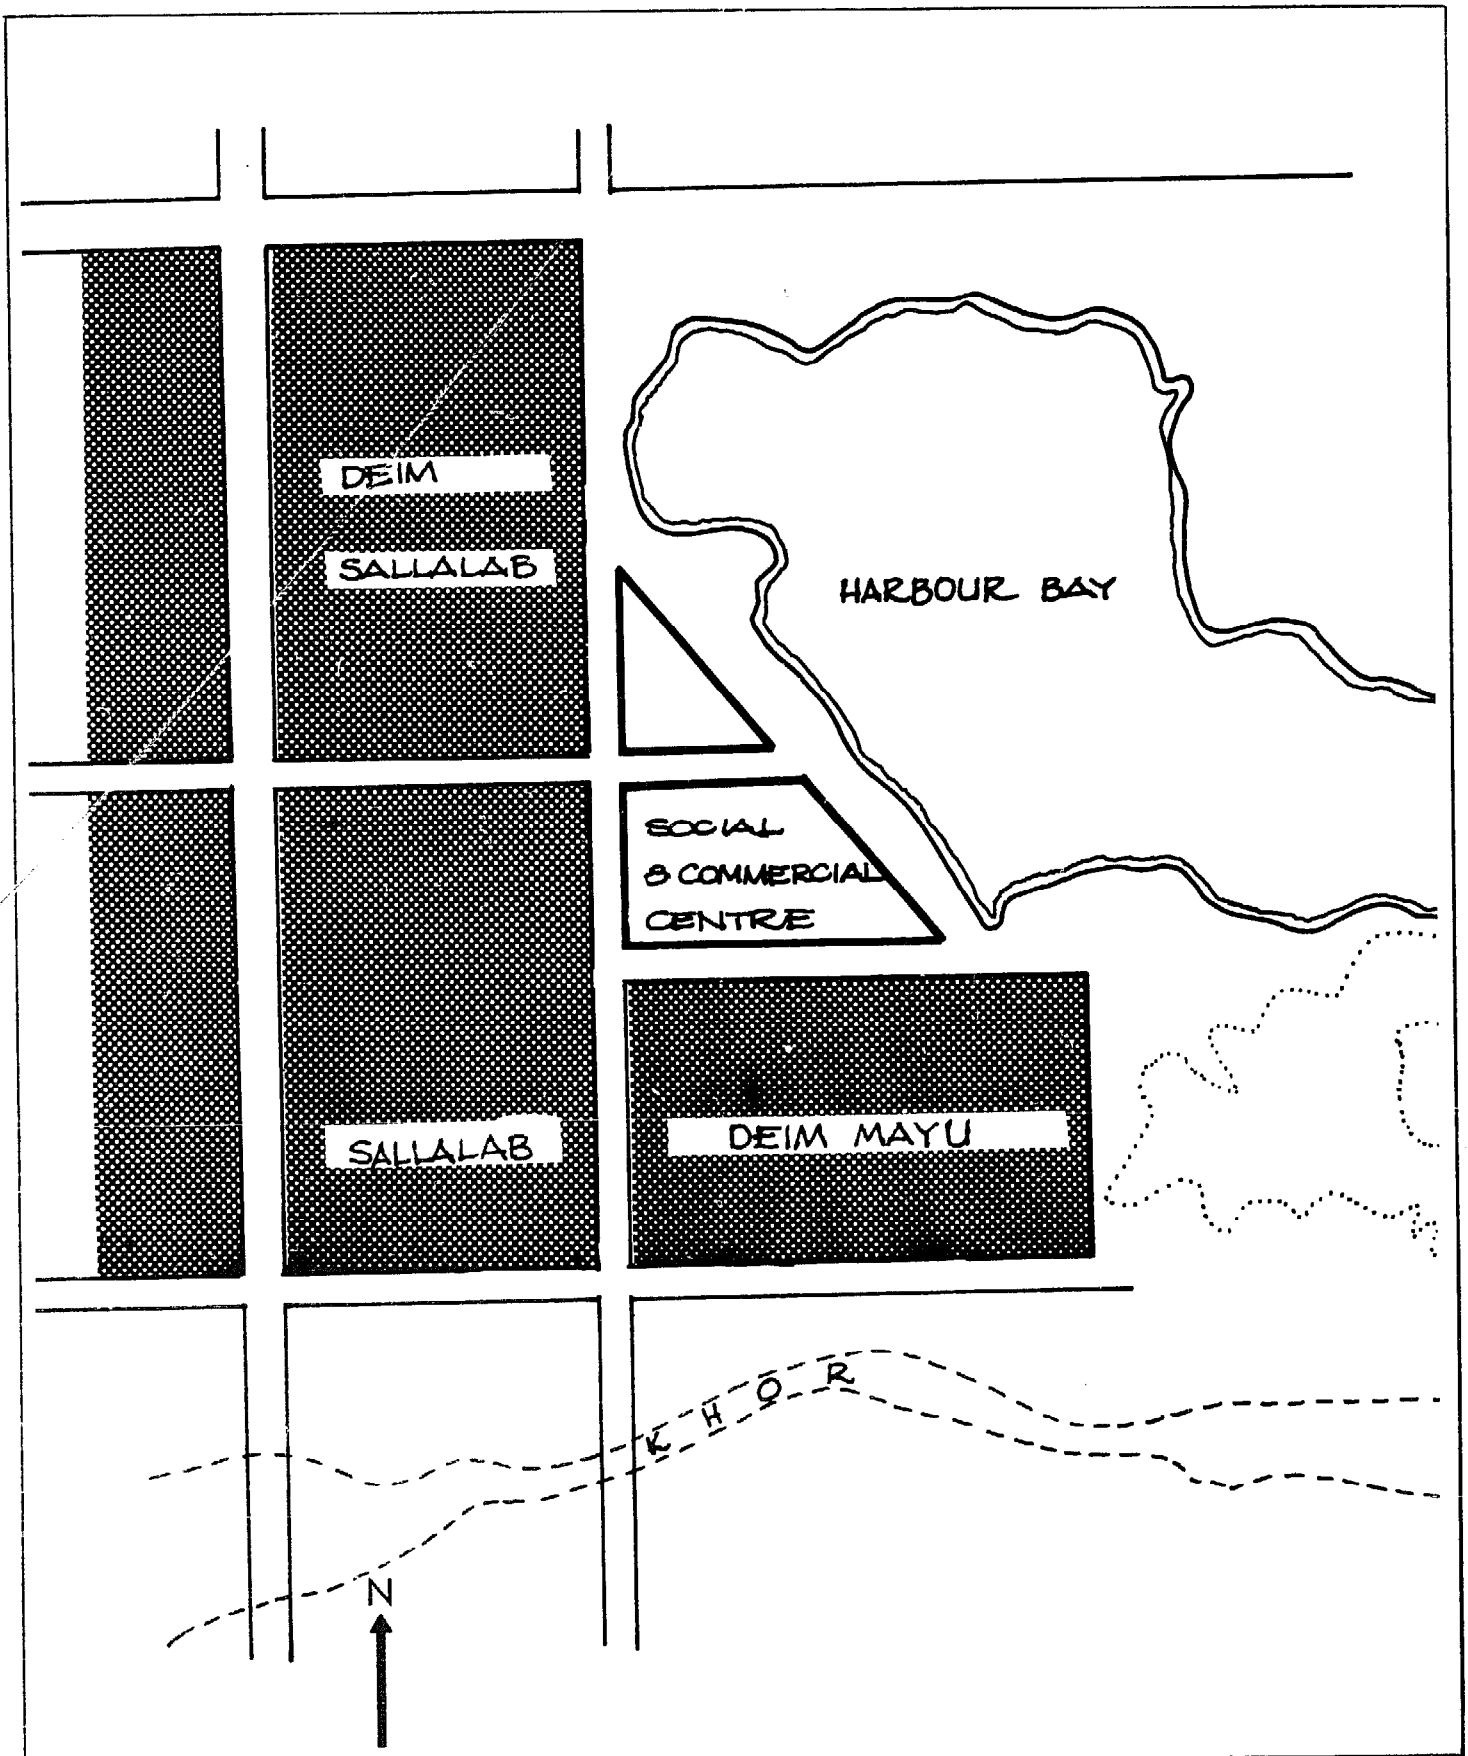 DEIM
SALLALAB
HARBOUR BAY
SOCIAL
& COMMERCIAL
CENTRE
SALLALAB
DEIM MAYU
KHOR
N